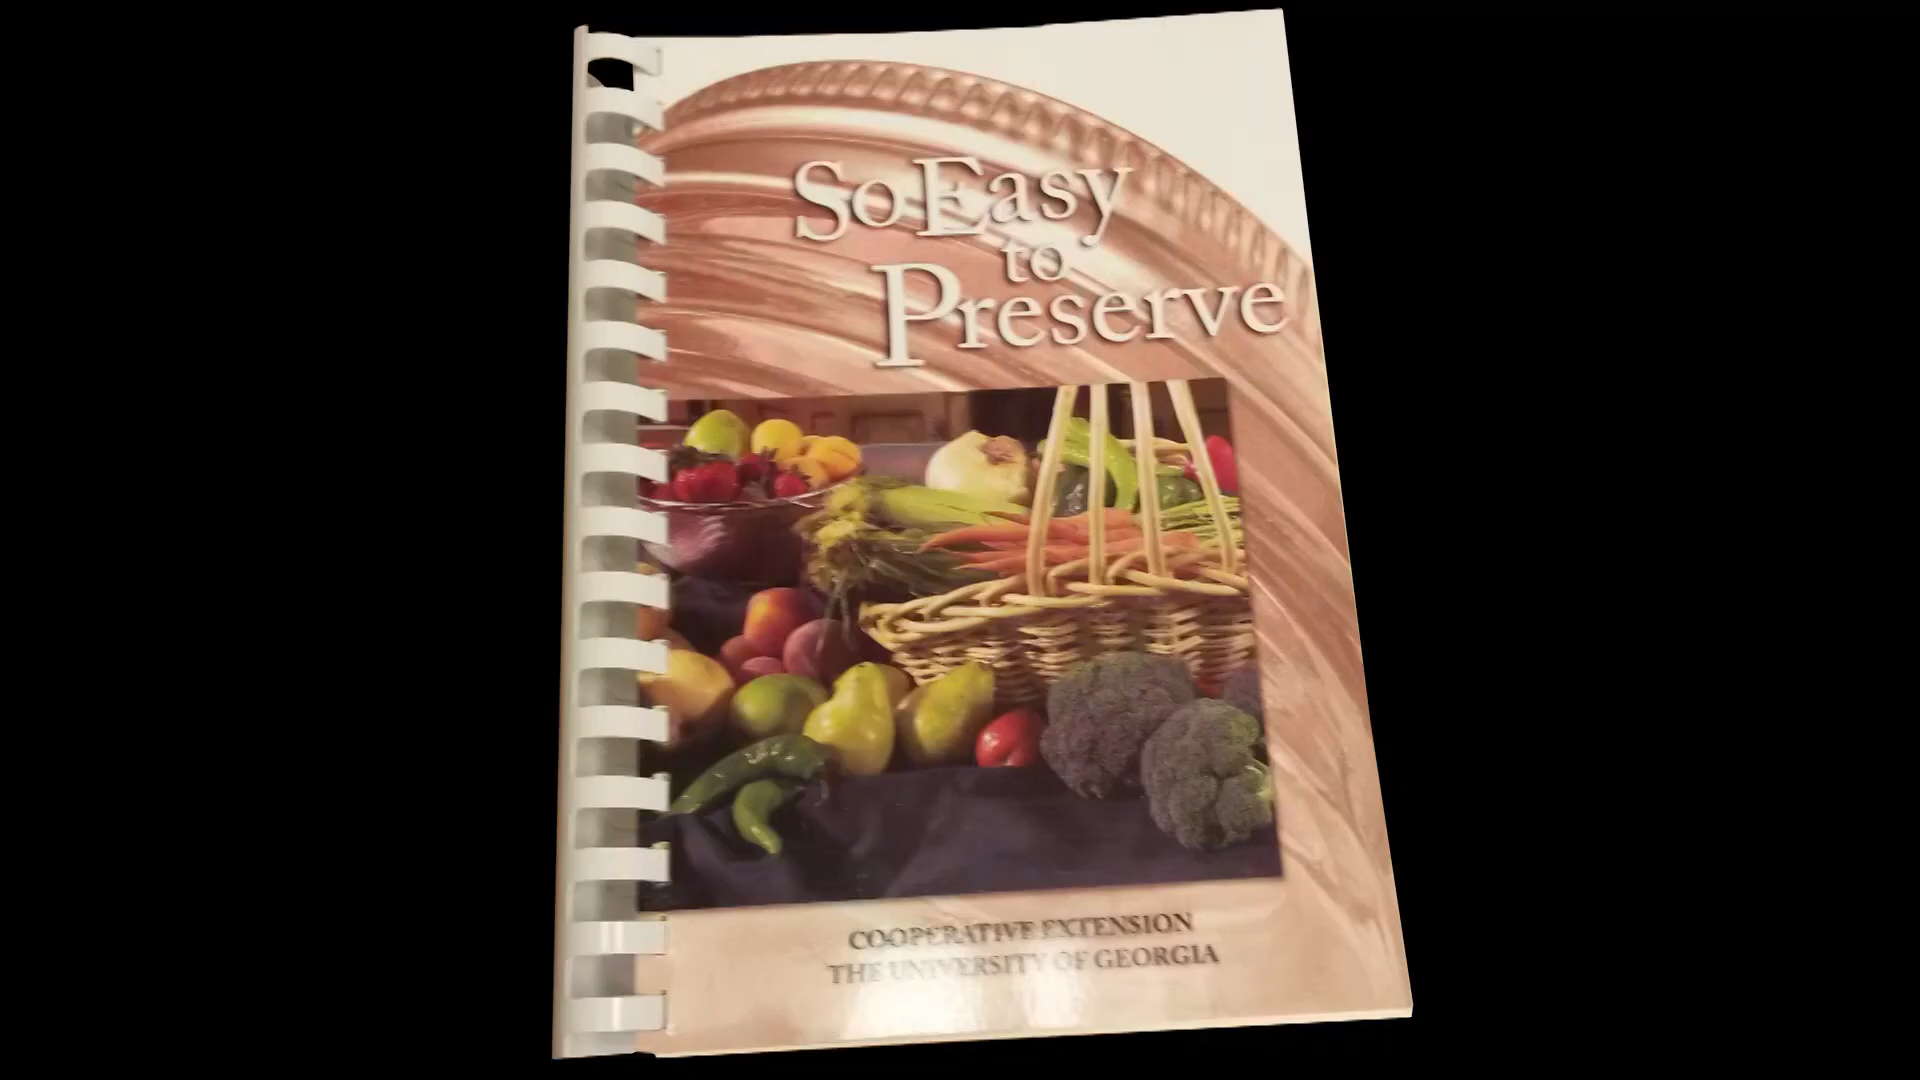 So Easy
to
Preserve
COOPERATIVE EXTENSION
THE UNIVERSITY OF GEORGIA